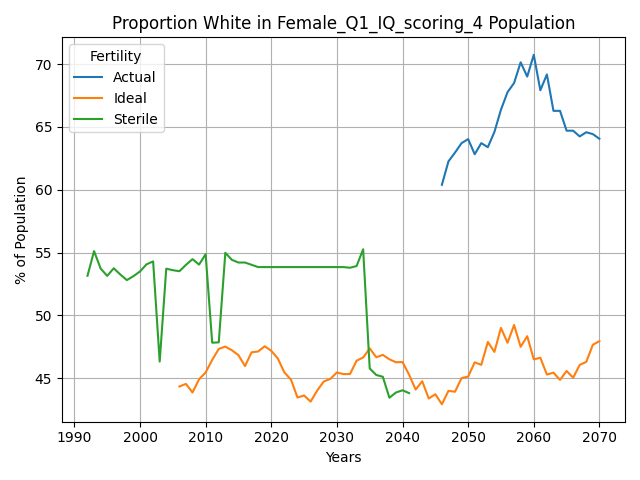 Proportion White in Female_Q1_IQ_scoring_4 Population
Fertility
Actual
Ideal
Sterile
% of Population
70
65
60
55
50
45
1990 2000 2010 2020 2030 2040 2050 2060 2070
Years